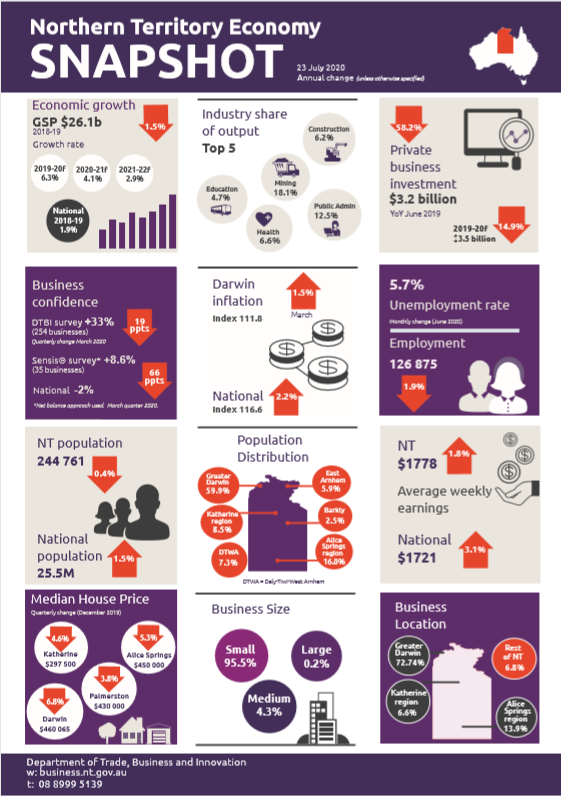 Northern Territory Economy
SNAPSHOT
23 July 2020
Annual change (unless otherwise specified)
Economic growth
GSP $26.1b
2018-19
1.5%
Growth rate
2019-20f
6.3%
2020-21f
4.1%
2021-22f
2.9%
National
2018-19
1.9%
Industry share
of output
Top 5
Construction
6.2%
Mining
18.1%
Education
4.7%
Public Admin
12.5%
Health
6.6%
58.2%
Private
business
investment
$3.2 billion
YoY June 2019
2019-20f
$3.5 billion
14.9%
Business
confidence
DTBI survey +33%
(254 businesses)
Quarterly change March 2020
19
ppts
Sensis® survey* +8.6%
(35 businesses)
66
ppts
National -2%
*Net balance approach used. March quarter 2020.
Darwin
inflation
Index 111.8
1.5%
March
National
Index 116.6
2.2%
5.7%
Unemployment rate
Monthly change (June 2020)
Employment
126 875
1.9%
NT population
244 761
0.4%
National
population
25.5M
1.5%
Population
Distribution
Greater
Darwin
59.9%
East
Arnhem
5.9%
Katherine
region
8.5%
Barkly
2.5%
DTWA
7.3%
Alice
Springs
region
16.0%
DTWA = Daly-Tiwi-West Arnhem
NT
$1778
1.8%
Average weekly
earnings
National
$1721
3.1%
Median House Price
Quarterly change (December 2019)
4.6%
Katherine
$297 500
5.3%
Alice Springs
$450 000
3.8%
Palmerston
$430 000
6.8%
Darwin
$460 065
Business Size
Small
95.5%
Large
0.2%
Medium
4.3%
Business
Location
Greater
Darwin
72.74%
Rest
of NT
6.8%
Katherine
region
6.6%
Alice
Springs
region
13.9%
Department of Trade, Business and Innovation
w: business.nt.gov.au
t: 08 8999 5139